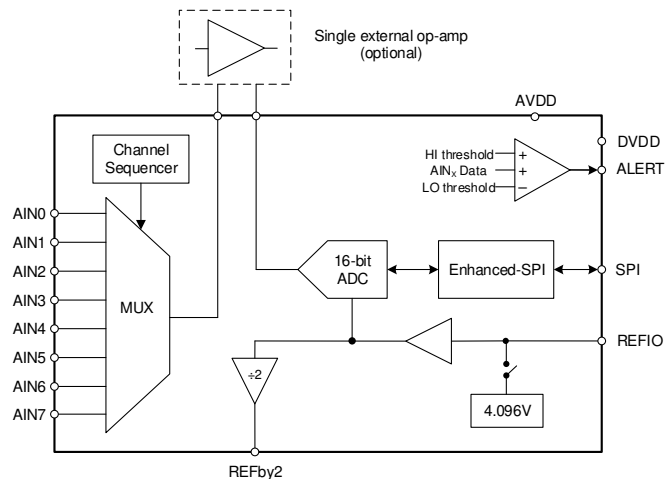 Single external op-amp
(optional)
AVDD
DVDD
Channel
Sequencer
HI threshold
+
ALERT
AINx Data
+
LO threshold
−
AIN0
AIN1
AIN2
AIN3
AIN4
AIN5
AIN6
AIN7
MUX
16-bit
ADC
Enhanced-SPI
SPI
REFIO
÷2
4.096V
REFby2